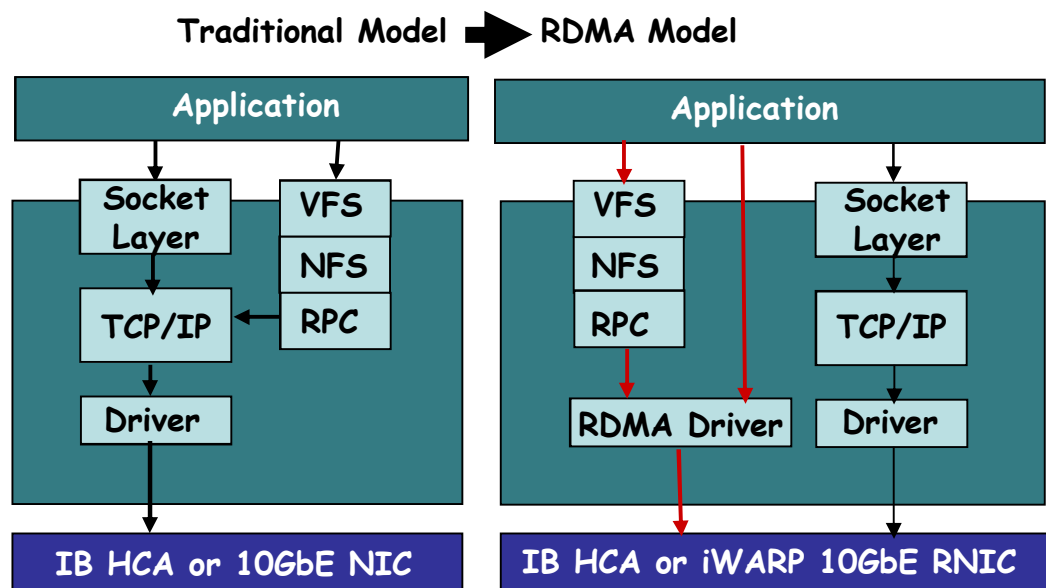 Traditional Model RDMA Model
Application
Socket
Layer
VFS
NFS
RPC
TCP/IP
Driver
IB HCA or 10GbE NIC
Application
VFS
NFS
RPC
RDMA Driver
Socket
Layer
TCP/IP
Driver
IB HCA or iWARP 10GbE RNIC